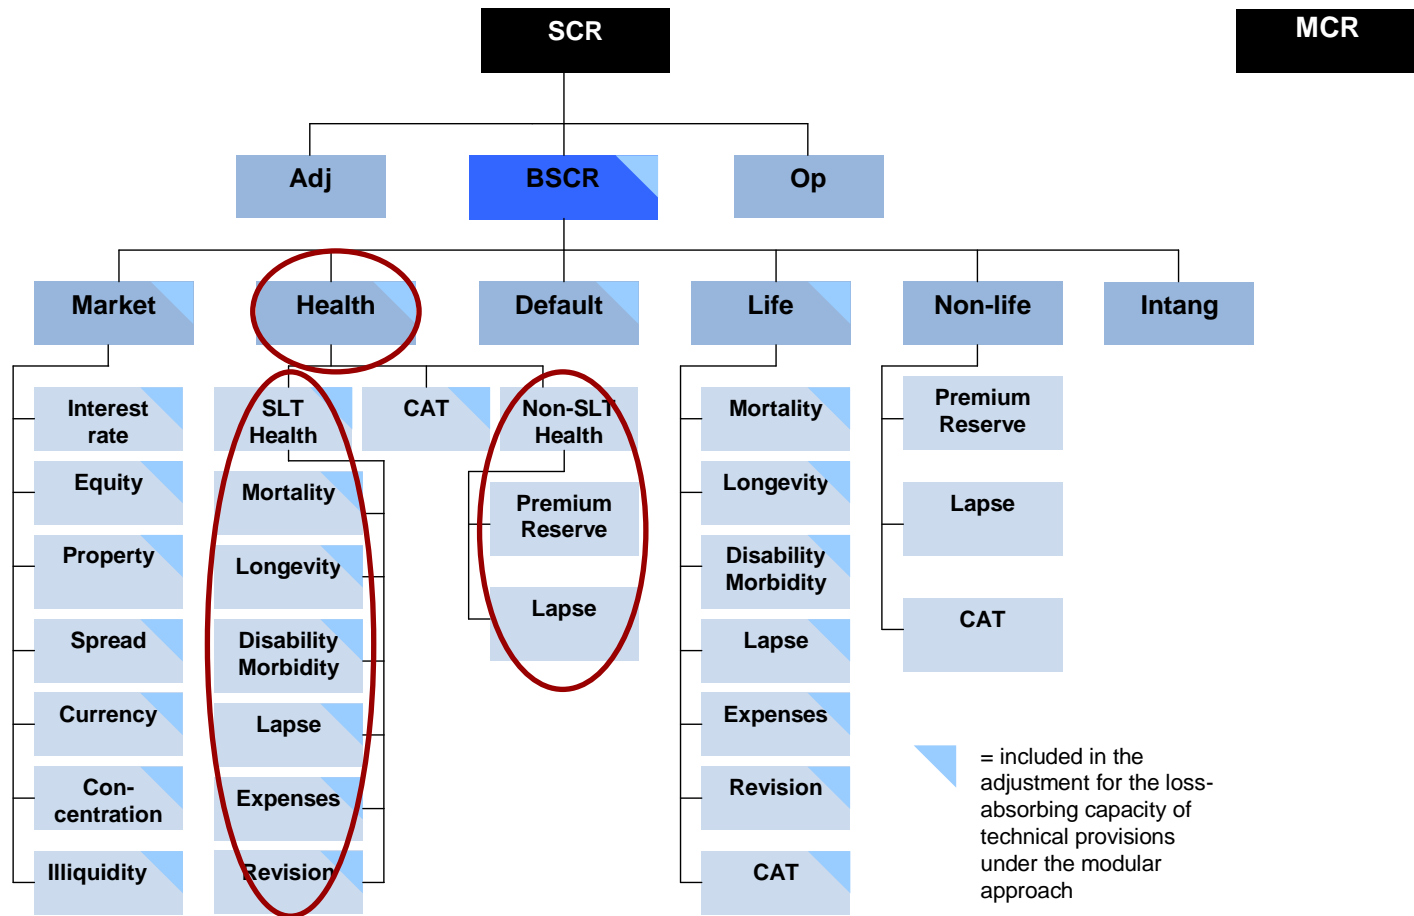 SCR
MCR
Adj
BSCR
Op
Market
Health
Default
Life
Non-life
Intang
Interest
rate
Equity
Property
Spread
Currency
Con-
centration
Illiquidity
SLT
Health
Mortality
Longevity
Disability
Morbidity
Lapse
Expenses
Revision
CAT
Non-SLT
Health
Premium
Reserve
Lapse
Mortality
Longevity
Disability
Morbidity
Lapse
Expenses
Revision
CAT
Premium
Reserve
Lapse
CAT
= included in the
adjustment for the loss-
absorbing capacity of
technical provisions
under the modular
approach